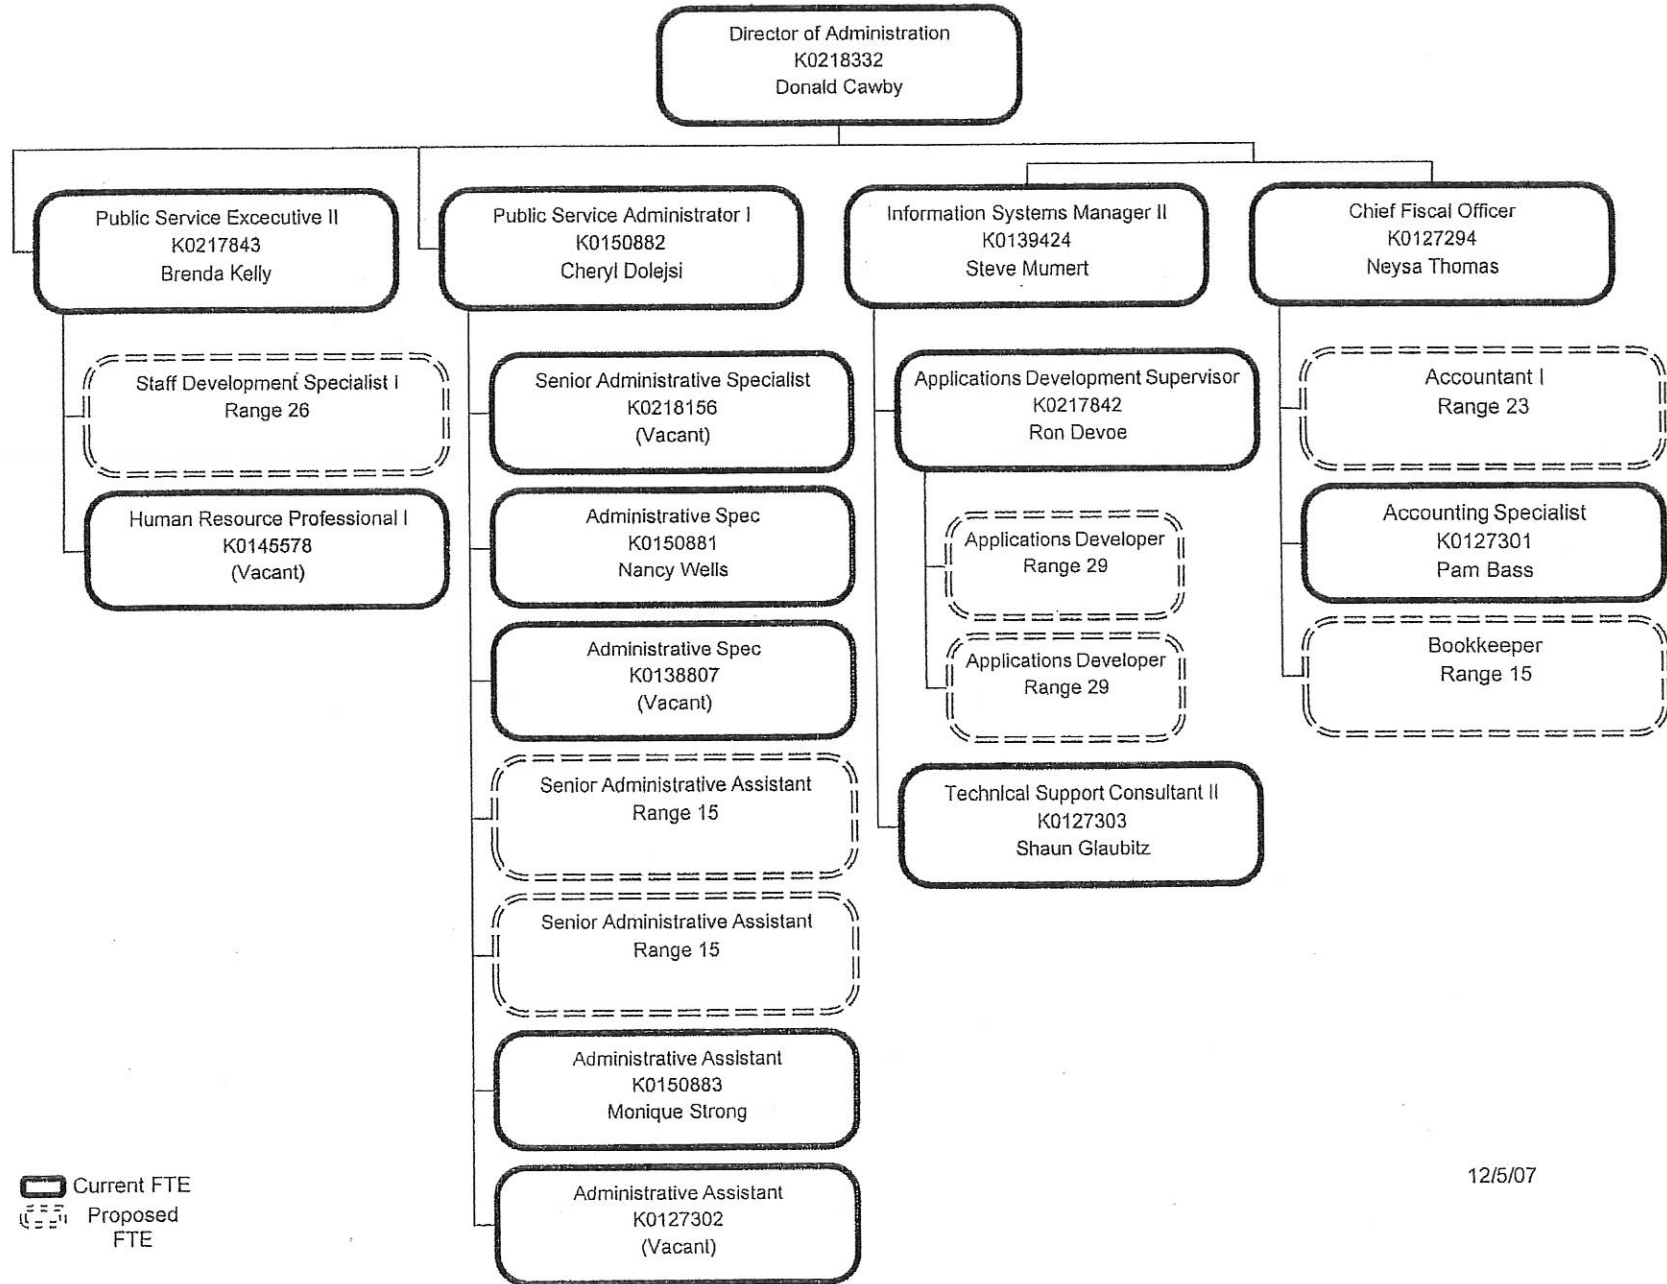 Director of Administration
K0218332
Donald Cawby
Public Service Excecutive II
K0217843
Brenda Kelly
Public Service Administrator I
K0150882
Cheryl Dolejsi
Information Systems Manager II
K0139424
Steve Mumert
Chief Fiscal Officer
K0127294
Neysa Thomas
Staff Development Specialist I
Range 26
Human Resource Professional I
K0145578
(Vacant)
Senior Administrative Specialist
K0218156
(Vacant)
Administrative Spec
K0150881
Nancy Wells
Administrative Spec
K0138807
(Vacant)
Senior Administrative Assistant
Range 15
Senior Administrative Assistant
Range 15
Administrative Assistant
K0150883
Monique Strong
Administrative Assistant
K0127302
(Vacant)
Applications Development Supervisor
K0217842
Ron Devoe
Applications Developer
Range 29
Applications Developer
Range 29
Technical Support Consultant II
K0127303
Shaun Glaubitz
Accountant I
Range 23
Accounting Specialist
K0127301
Pam Bass
Bookkeeper
Range 15
Current FTE
Proposed
FTE
12/5/07